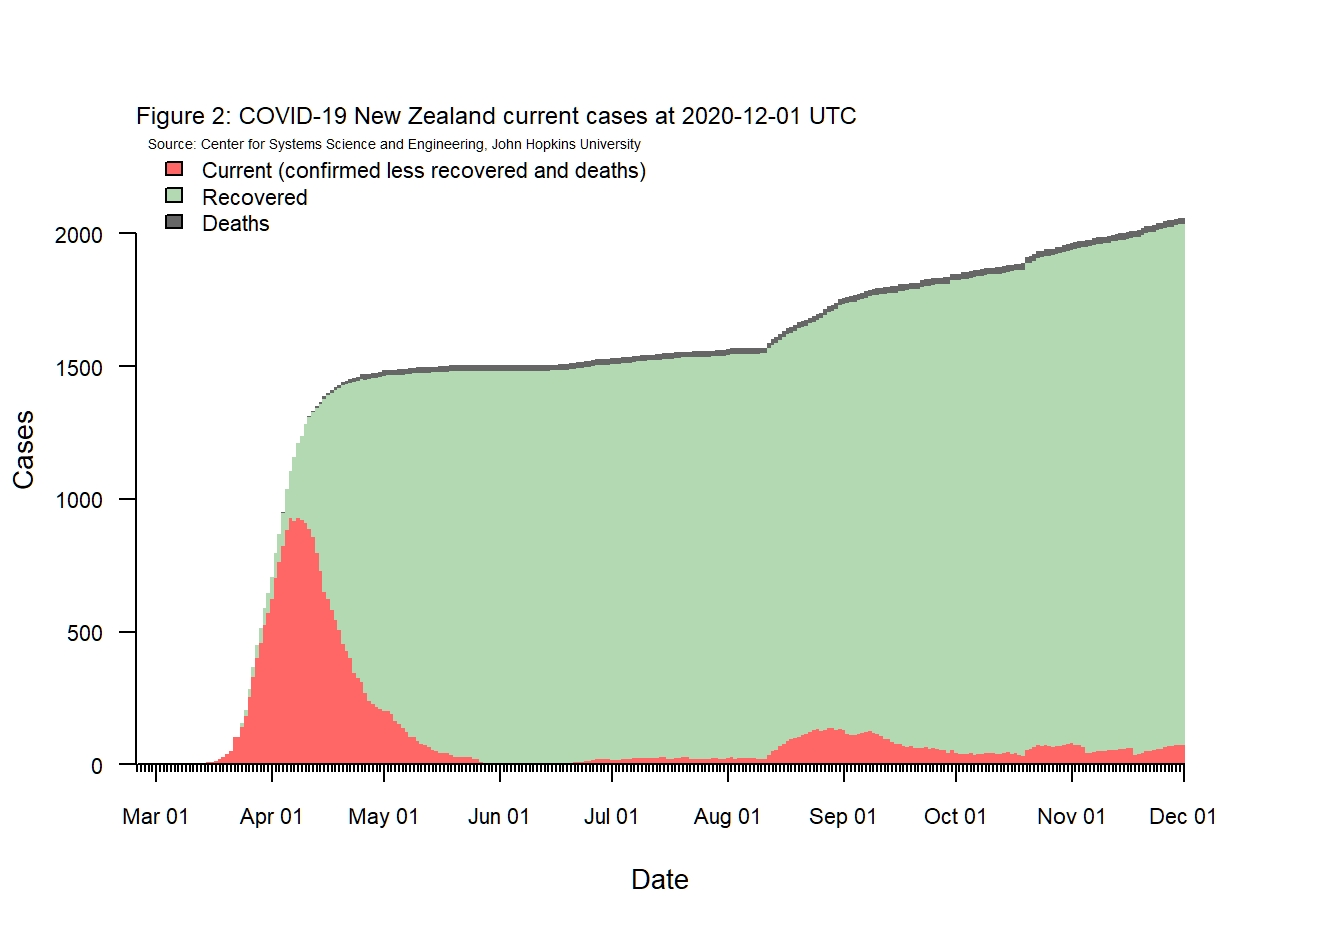 Figure 2: COVID-19 New Zealand current cases at 2020-12-01 UTC
Source: Center for Systems Science and Engineering, John Hopkins University
Current (confirmed less recovered and deaths)
Recovered
Deaths
2000
1500
1000
500
0
Cases
Mar 01 Apr 01 May 01 Jun 01 Jul 01 Aug 01 Sep 01 Oct 01 Nov 01 Dec 01
Date